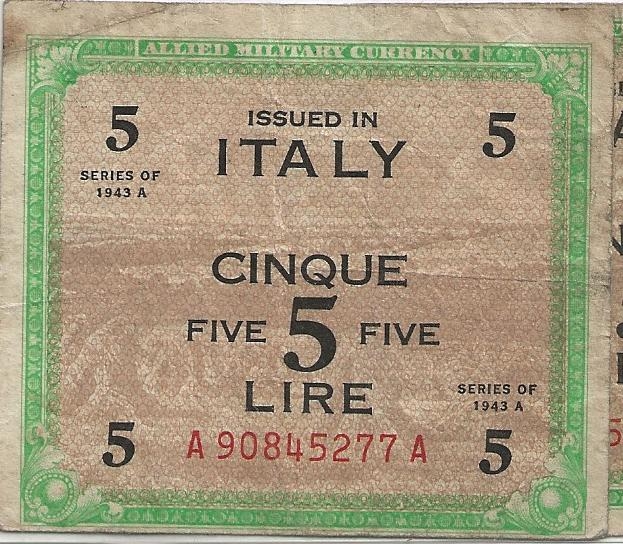 ALLIED MILITARY CURRENCY
5 ISSUED IN 5
ITALY
SERIES OF
1943 A
CINQUE
FIVE 5 FIVE
LIRE
SERIES OF
1943 A
5 A 90845277 A 5